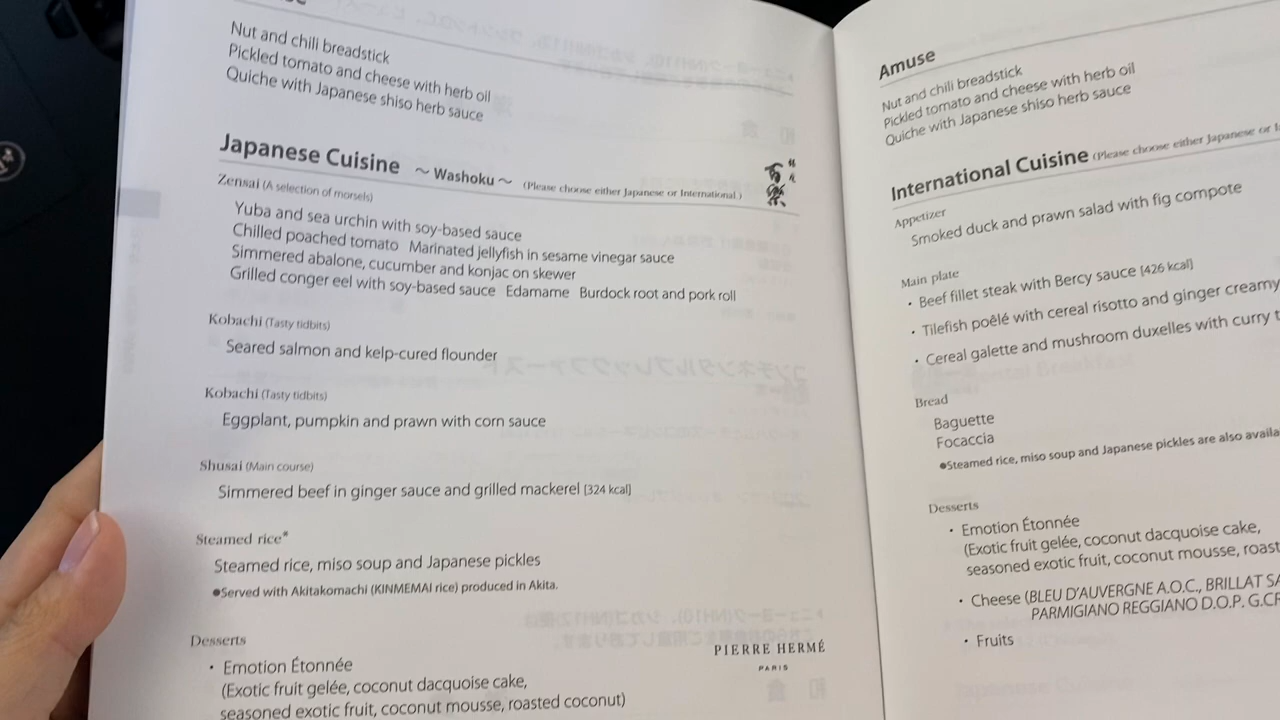 Nut and chili breadstick
Pickled tomato and cheese with herb oil
Quiche with Japanese shiso herb sauce
Japanese Cuisine ～ Washoku ～ (Please choose either Japanese or International.)
Zensai (A selection of morsels)
Yuba and sea urchin with soy-based sauce
Chilled poached tomato Marinated jellyfish in sesame vinegar sauce
Simmered abalone, cucumber and konjac on skewer
Grilled conger eel with soy-based sauce Edamame Burdock root and pork roll
Kobachi (Tasty tidbits)
Seared salmon and kelp-cured flounder
Kobachi (Tasty tidbits)
Eggplant, pumpkin and prawn with corn sauce
Shusai (Main course)
Simmered beef in ginger sauce and grilled mackerel [324 kcal]
Steamed rice*
Steamed rice, miso soup and Japanese pickles
●Served with Akitakomachi (KINMEMAI rice) produced in Akita.
Desserts
・ Emotion Étonnée
(Exotic fruit gelée, coconut dacquoise cake,
seasoned exotic fruit, coconut mousse, roasted coconut)
PIERRE HERMÉ
PARIS
Amuse
Nut and chili breadstick
Pickled tomato and cheese with herb oil
Quiche with Japanese shiso herb sauce
International Cuisine (Please choose either Japanese or
Appetizer
Smoked duck and prawn salad with fig compote
Main plate
・ Beef fillet steak with Bercy sauce [426 kcal]
・ Tilefish poêlé with cereal risotto and ginger creamy
・ Cereal galette and mushroom duxelles with curry
Bread
Baguette
Focaccia
●Steamed rice, miso soup and Japanese pickles are also
Desserts
・ Emotion Étonnée
(Exotic fruit gelée, coconut dacquoise cake,
seasoned exotic fruit, coconut mousse,
・ Cheese (BLEU D'AUVERGNE A.O.C., BRILLAT
PARMIGIANO REGGIANO D.O.P.
・ Fruits